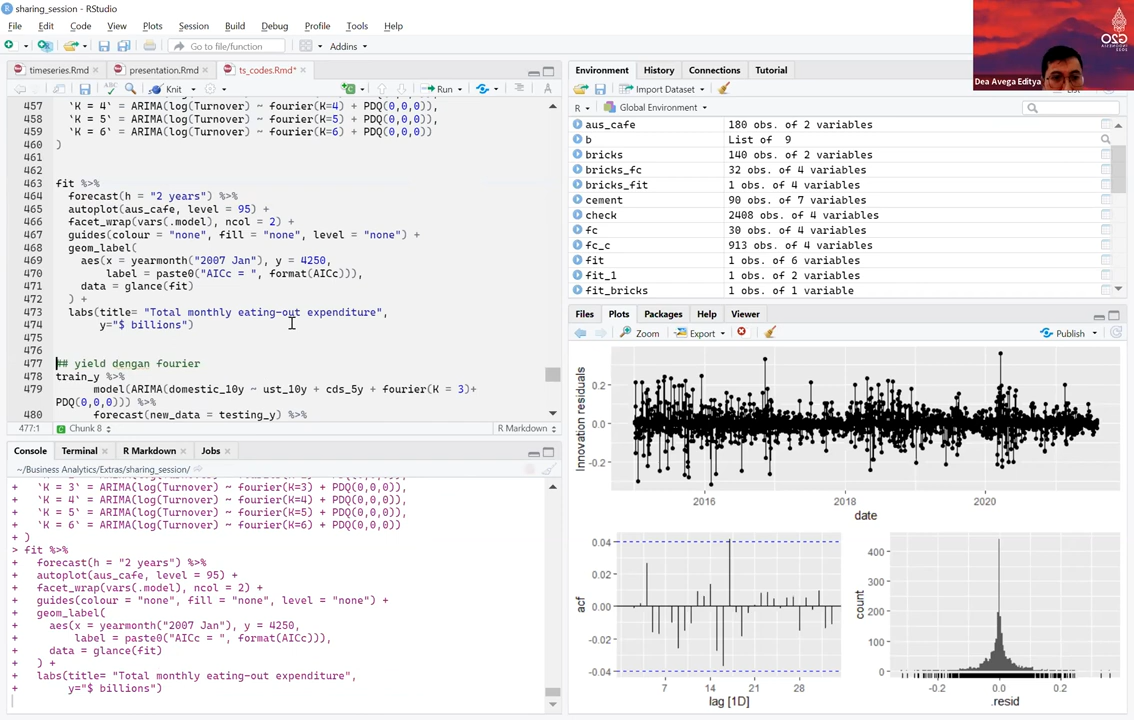 sharing_session - RStudio
File Edit Code View Plots Session Build Debug Profile Tools Help
Go to file/function Addins
timeseries.Rmd presentation.Rmd ts_codes.Rmd*
Knit Run
457 `K = 4` = ARIMA(log(Turnover) ~ fourier(K=4) + PDQ(0,0,0)),
458 `K = 5` = ARIMA(log(Turnover) ~ fourier(K=5) + PDQ(0,0,0)),
459 `K = 6` = ARIMA(log(Turnover) ~ fourier(K=6) + PDQ(0,0,0))
460 )
461
462
463 fit %>%
464 forecast(h = "2 years") %>%
465 autoplot(aus_cafe, level = 95) +
466 facet_wrap(vars(.model), ncol = 2) +
467 guides(colour = "none", fill = "none", level = "none") +
468 geom_label(
469 aes(x = yearmonth("2007 Jan"), y = 4250,
470 label = paste0("AICc = ", format(AICc))),
471 data = glance(fit)
472 ) +
473 labs(title= "Total monthly eating-out expenditure",
474 y="$ billions")
475
476
477 ## yield dengan fourier
478 train_y %>%
479 model(ARIMA(domestic_10y ~ ust_10y + cds_5y + fourier(K = 3)+
PDQ(0,0,0))) %>%
480 forecast(new_data = testing_y) %>%
477:1 Chunk 8 R Markdown
Console Terminal R Markdown Jobs
~/Business Analytics/Extras/sharing_session/
+ `K = 3` = ARIMA(log(Turnover) ~ fourier(K=3) + PDQ(0,0,0)),
+ `K = 4` = ARIMA(log(Turnover) ~ fourier(K=4) + PDQ(0,0,0)),
+ `K = 5` = ARIMA(log(Turnover) ~ fourier(K=5) + PDQ(0,0,0)),
+ `K = 6` = ARIMA(log(Turnover) ~ fourier(K=6) + PDQ(0,0,0))
+ )
> fit %>%
+ forecast(h = "2 years") %>%
+ autoplot(aus_cafe, level = 95) +
+ facet_wrap(vars(.model), ncol = 2) +
+ guides(colour = "none", fill = "none", level = "none") +
+ geom_label(
+ aes(x = yearmonth("2007 Jan"), y = 4250,
+ label = paste0("AICc = ", format(AICc))),
+ data = glance(fit)
+ ) +
+ labs(title= "Total monthly eating-out expenditure",
+ y="$ billions")
Environment History Connections Tutorial
Import Dataset
R Global Environment
aus_cafe 180 obs. of 2 variables
b List of 9
bricks 140 obs. of 2 variables
bricks_fc 32 obs. of 4 variables
bricks_fit 1 obs. of 4 variables
cement 90 obs. of 7 variables
check 2408 obs. of 4 variables
fc 30 obs. of 4 variables
fc_c 913 obs. of 4 variables
fit 1 obs. of 6 variables
fit_1 1 obs. of 2 variables
fit_bricks 1 obs. of 1 variable
Files Plots Packages Help Viewer
Zoom Export Publish
Innovation residuals
0.2
0.0
-0.2
2016 2018 2020
date
acf
0.04
0.02
0.00
-0.02
-0.04
7 14 21 28
lag [1D]
count
400
300
200
100
0
-0.2 0.0 0.2
.resid
G20
Dea Avega Editya